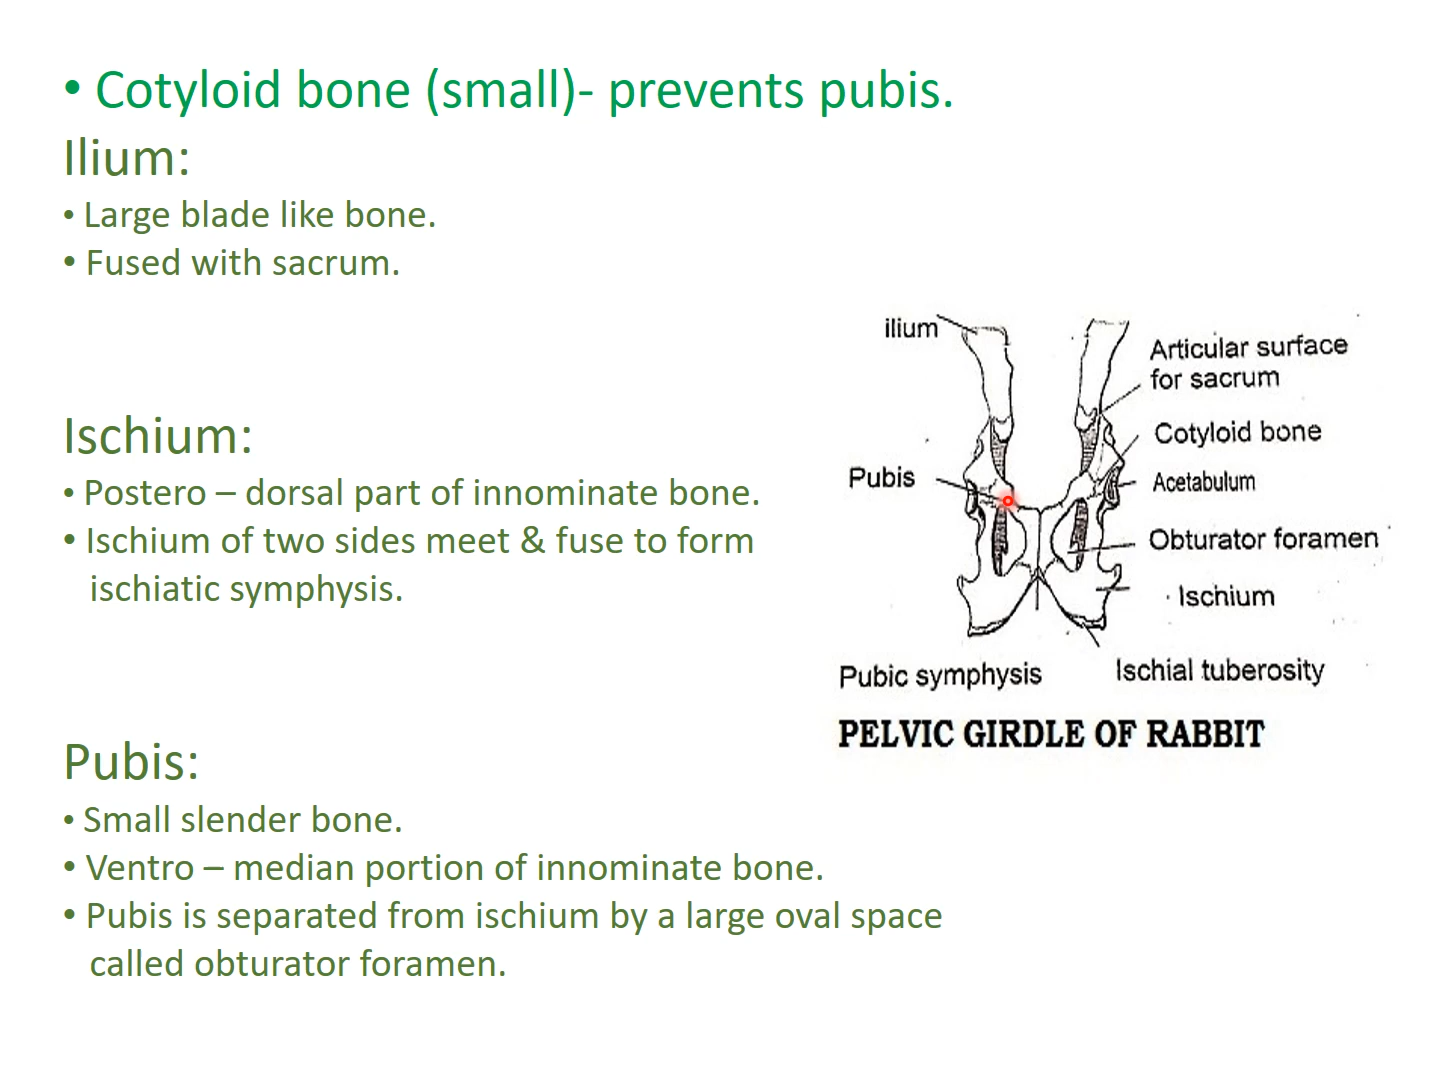 • Cotyloid bone (small)- prevents pubis.
Ilium:
• Large blade like bone.
• Fused with sacrum.
Ischium:
• Postero – dorsal part of innominate bone.
• Ischium of two sides meet & fuse to form
ischiatic symphysis.
Pubis:
• Small slender bone.
• Ventro – median portion of innominate bone.
• Pubis is separated from ischium by a large oval space
called obturator foramen.
ilium
Articular surface
for sacrum
Cotyloid bone
Pubis
Acetabulum
Obturator foramen
Ischium
Pubic symphysis
Ischial tuberosity
PELVIC GIRDLE OF RABBIT